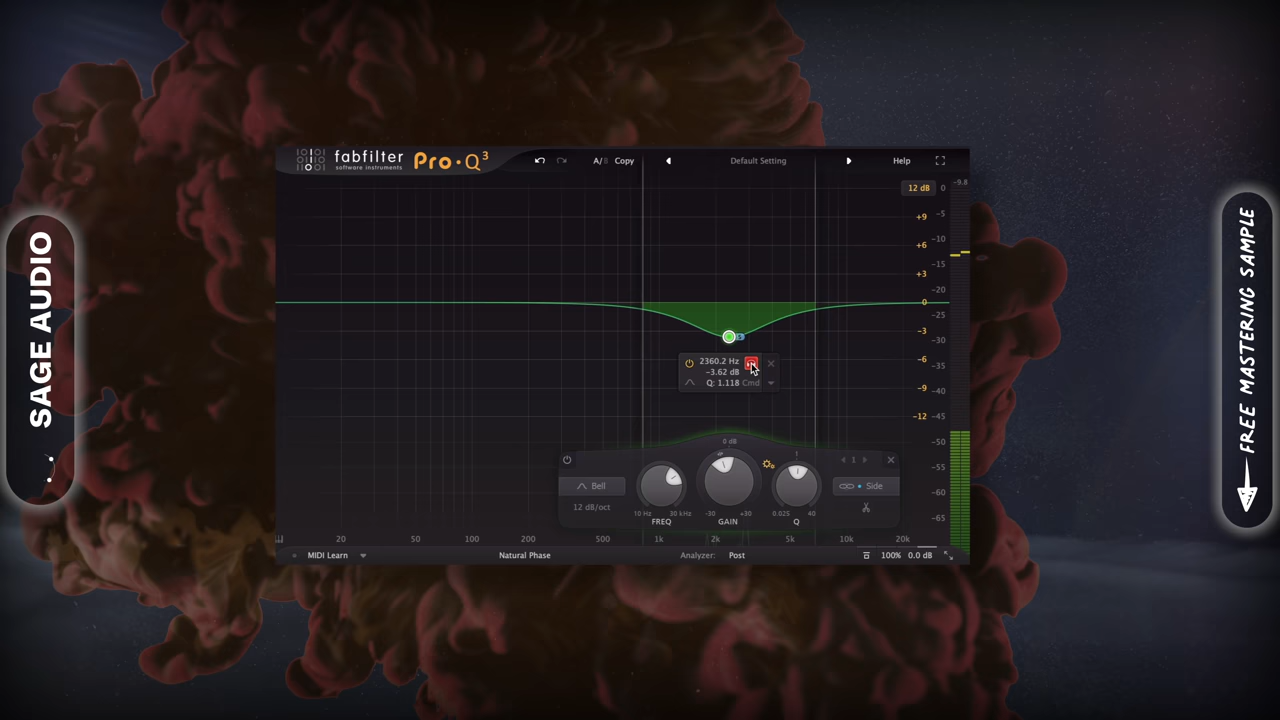 SAGE AUDIO
fabfilter
software instruments
Pro·Q³
A/B Copy
Default Setting
Help
12 dB
+9
+6
+3
0
-3
-6
-9
-12
-9.8
0
-5
-10
-15
-20
-25
-30
-35
-40
-45
-50
-55
-60
-65
2360.2 Hz
-3.62 dB
Q: 1.118 Cmd
0 dB
1
Bell
Side
12 dB/oct
10 Hz 30 kHz
FREQ
-30 +30
GAIN
0.025 40
Q
20 50 100 200 500 1k 2k 5k 10k 20k
MIDI Learn
Natural Phase
Analyzer: Post
100% 0.0 dB
FREE MASTERING SAMPLE